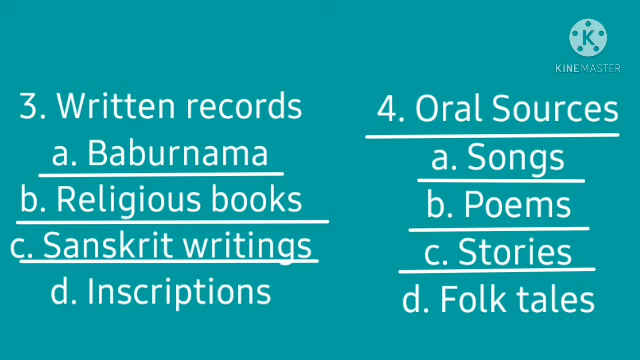 KINEMASTER
3. Written records
a. Baburnama
b. Religious books
c. Sanskrit writings
d. Inscriptions
4. Oral Sources
a. Songs
b. Poems
c. Stories
d. Folk tales